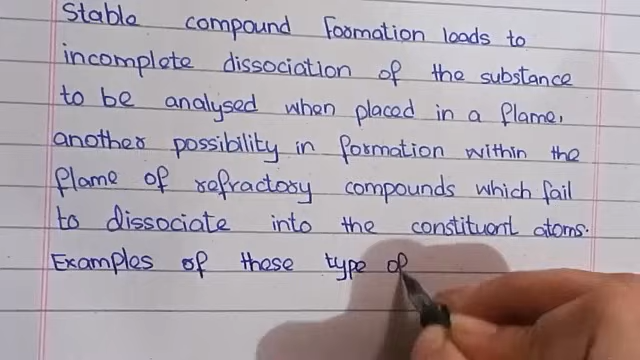 Stable compound Formation leads to
incomplete dissociation of the substance
to be analysed when placed in a flame,
another possibility in formation within the
flame of refractory compounds which fail
to dissociate into the constituent atoms.
Examples of these type of